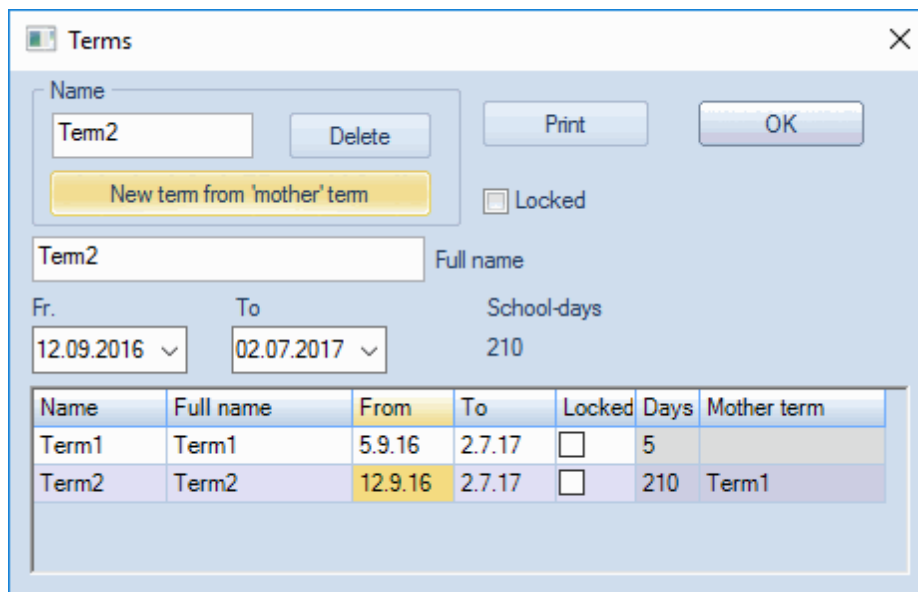 Terms
Name
Term2 Delete Print OK
New term from 'mother' term Locked
Term2 Full name
Fr. To School-days
12.09.2016 02.07.2017 210
Name Full name From To Locked Days Mother term
Term1 Term1 5.9.16 2.7.17 5
Term2 Term2 12.9.16 2.7.17 210 Term1